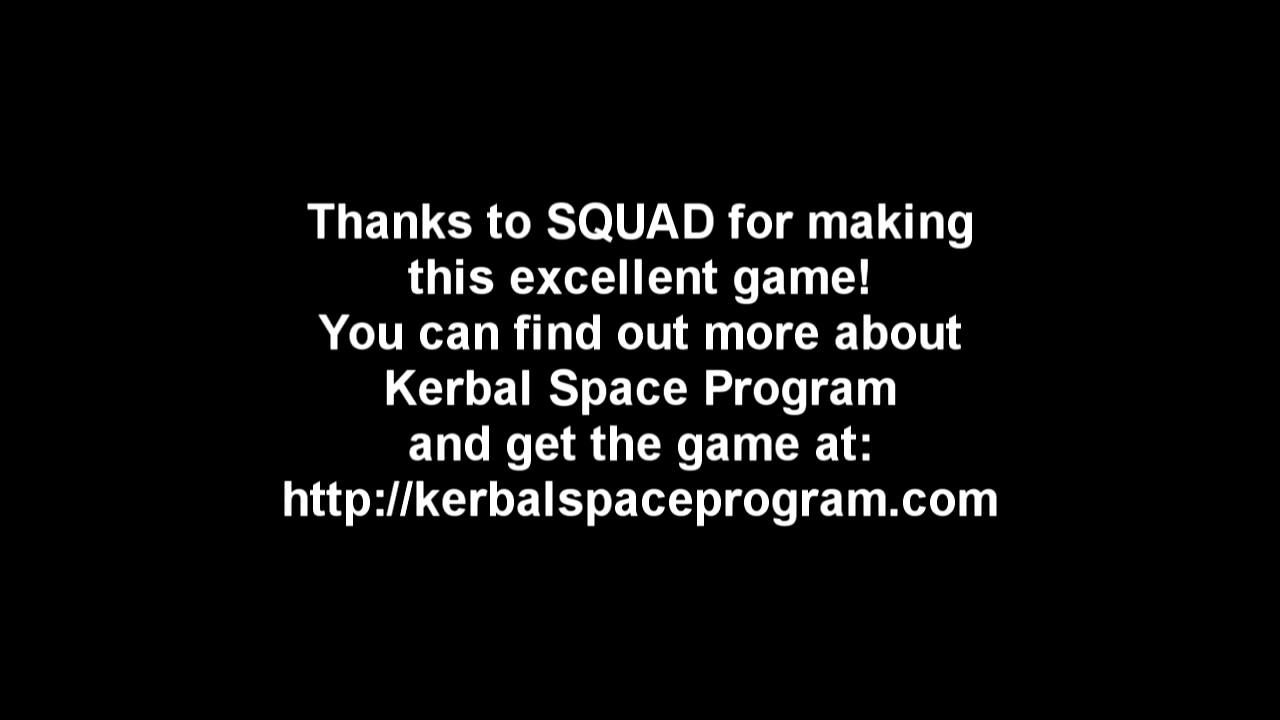 Thanks to SQUAD for making
this excellent game!
You can find out more about
Kerbal Space Program
and get the game at:
http://kerbalspaceprogram.com